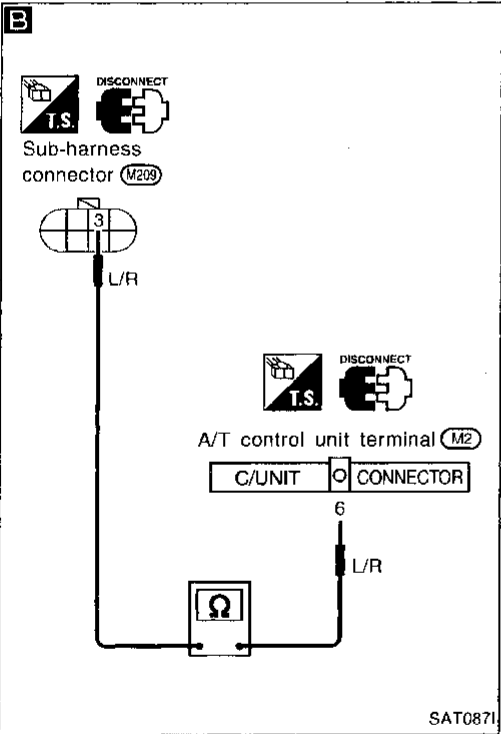 B
DISCONNECT
T.S.
Sub-harness
connector M209
3
L/R
DISCONNECT
T.S.
A/T control unit terminal M2
C/UNIT CONNECTOR
6
L/R
Ω
SAT087I